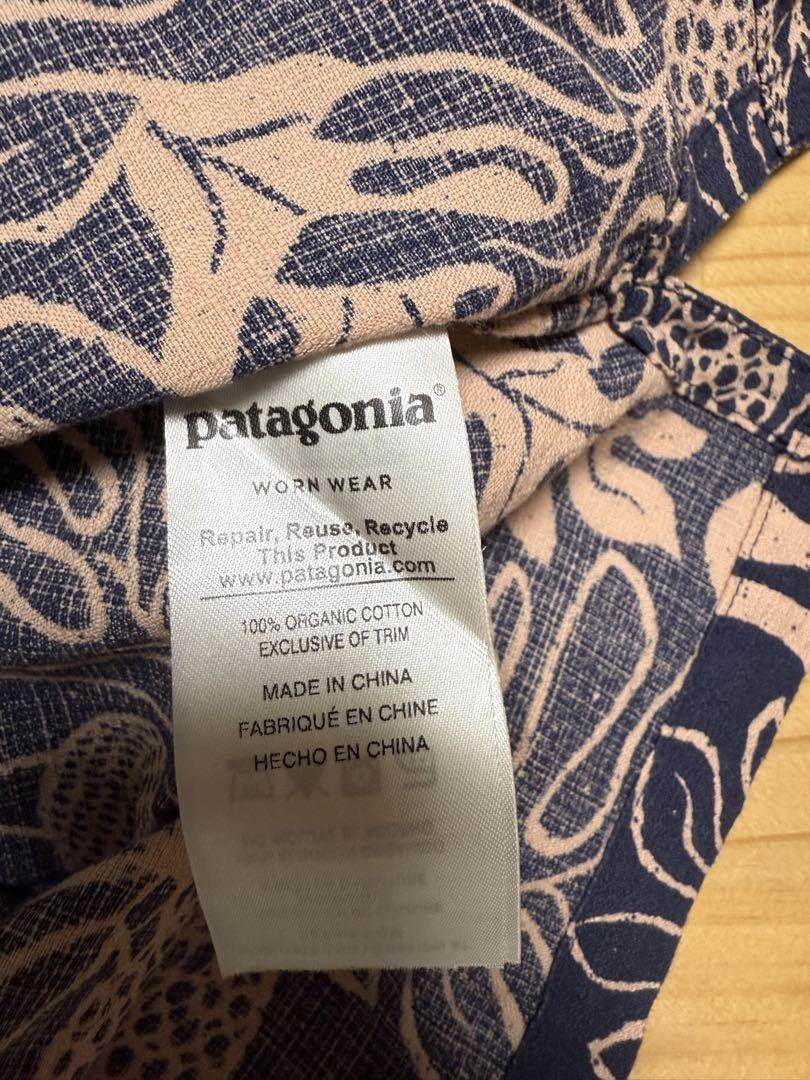 patagonia®
WORN WEAR
Repair, Reuse, Recycle
This Product
www.patagonia.com
100% ORGANIC COTTON
EXCLUSIVE OF TRIM
MADE IN CHINA
FABRIQUÉ EN CHINE
HECHO EN CHINA